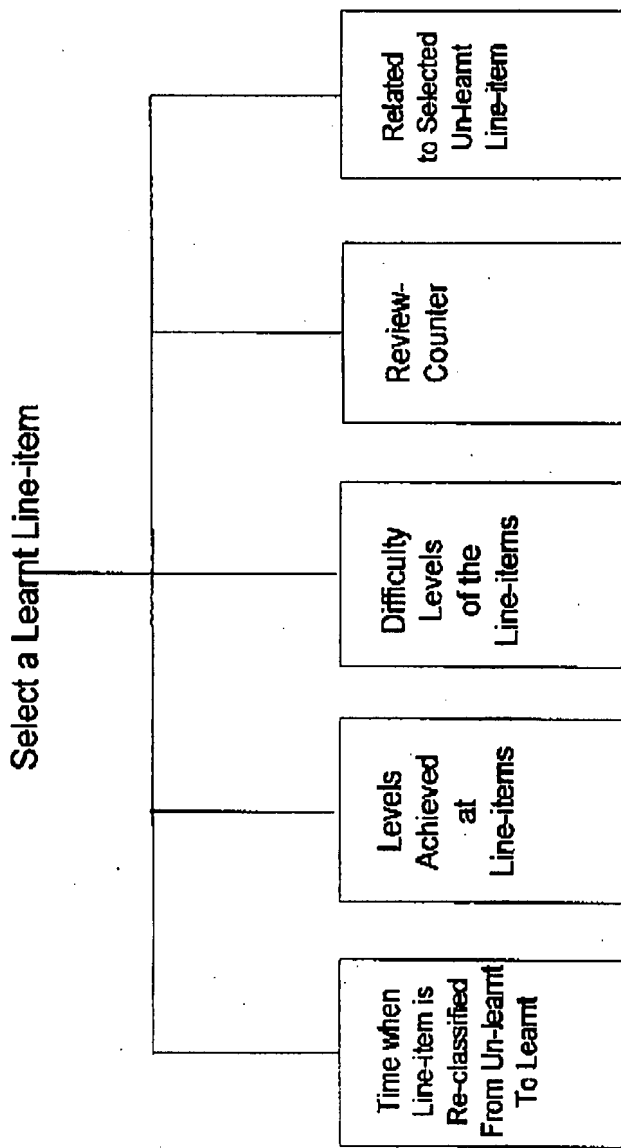 Select a Learnt Line-item
Time when
Line-item is
Re-classified
From Un-learnt
To Learnt
Levels
Achieved
at
Line-items
Difficulty
Levels
of the
Line-items
Review-
Counter
Related
to Selected
Un-learnt
Line-item